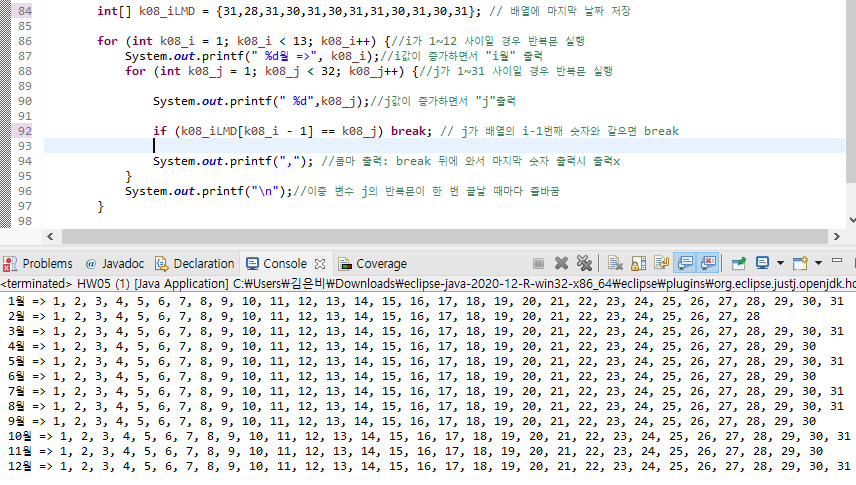 84 int[] k08_iLMD = {31,28,31,30,31,30,31,31,30,31,30,31}; // 배열에 마지막 날짜 저장
85
86 for (int k08_i = 1; k08_i < 13; k08_i++) {//i가 1~12 사이일 경우 반복문 실행
87 System.out.printf(" %d월 =>", k08_i);//i값이 증가하면서 "i월" 출력
88 for (int k08_j = 1; k08_j < 32; k08_j++) {//j가 1~31 사이일 경우 반복문 실행
89
90 System.out.printf(" %d",k08_j);//j값이 증가하면서 "j"출력
91
92 if (k08_iLMD[k08_i - 1] == k08_j) break; // j가 배열의 i-1번째 숫자와 같으면 break
93
94 System.out.printf(","); //콤마 출력: break 뒤에 와서 마지막 숫자 출력시 출력x
95 }
96 System.out.printf("\n");//이중 변수 j의 반복문이 한 번 끝날 때마다 줄바꿈
97 }
98
Problems @ Javadoc Declaration Console Coverage
<terminated> HW05 (1) [Java Application] C:₩Users₩김은비₩Downloads₩eclipse-java-2020-12-R-win32-x86_64₩eclipse₩plugins₩org.eclipse.justj.openjdk.ho
1월 => 1, 2, 3, 4, 5, 6, 7, 8, 9, 10, 11, 12, 13, 14, 15, 16, 17, 18, 19, 20, 21, 22, 23, 24, 25, 26, 27, 28, 29, 30, 31
2월 => 1, 2, 3, 4, 5, 6, 7, 8, 9, 10, 11, 12, 13, 14, 15, 16, 17, 18, 19, 20, 21, 22, 23, 24, 25, 26, 27, 28
3월 => 1, 2, 3, 4, 5, 6, 7, 8, 9, 10, 11, 12, 13, 14, 15, 16, 17, 18, 19, 20, 21, 22, 23, 24, 25, 26, 27, 28, 29, 30, 31
4월 => 1, 2, 3, 4, 5, 6, 7, 8, 9, 10, 11, 12, 13, 14, 15, 16, 17, 18, 19, 20, 21, 22, 23, 24, 25, 26, 27, 28, 29, 30
5월 => 1, 2, 3, 4, 5, 6, 7, 8, 9, 10, 11, 12, 13, 14, 15, 16, 17, 18, 19, 20, 21, 22, 23, 24, 25, 26, 27, 28, 29, 30, 31
6월 => 1, 2, 3, 4, 5, 6, 7, 8, 9, 10, 11, 12, 13, 14, 15, 16, 17, 18, 19, 20, 21, 22, 23, 24, 25, 26, 27, 28, 29, 30
7월 => 1, 2, 3, 4, 5, 6, 7, 8, 9, 10, 11, 12, 13, 14, 15, 16, 17, 18, 19, 20, 21, 22, 23, 24, 25, 26, 27, 28, 29, 30, 31
8월 => 1, 2, 3, 4, 5, 6, 7, 8, 9, 10, 11, 12, 13, 14, 15, 16, 17, 18, 19, 20, 21, 22, 23, 24, 25, 26, 27, 28, 29, 30, 31
9월 => 1, 2, 3, 4, 5, 6, 7, 8, 9, 10, 11, 12, 13, 14, 15, 16, 17, 18, 19, 20, 21, 22, 23, 24, 25, 26, 27, 28, 29, 30
10월 => 1, 2, 3, 4, 5, 6, 7, 8, 9, 10, 11, 12, 13, 14, 15, 16, 17, 18, 19, 20, 21, 22, 23, 24, 25, 26, 27, 28, 29, 30, 31
11월 => 1, 2, 3, 4, 5, 6, 7, 8, 9, 10, 11, 12, 13, 14, 15, 16, 17, 18, 19, 20, 21, 22, 23, 24, 25, 26, 27, 28, 29, 30
12월 => 1, 2, 3, 4, 5, 6, 7, 8, 9, 10, 11, 12, 13, 14, 15, 16, 17, 18, 19, 20, 21, 22, 23, 24, 25, 26, 27, 28, 29, 30, 31